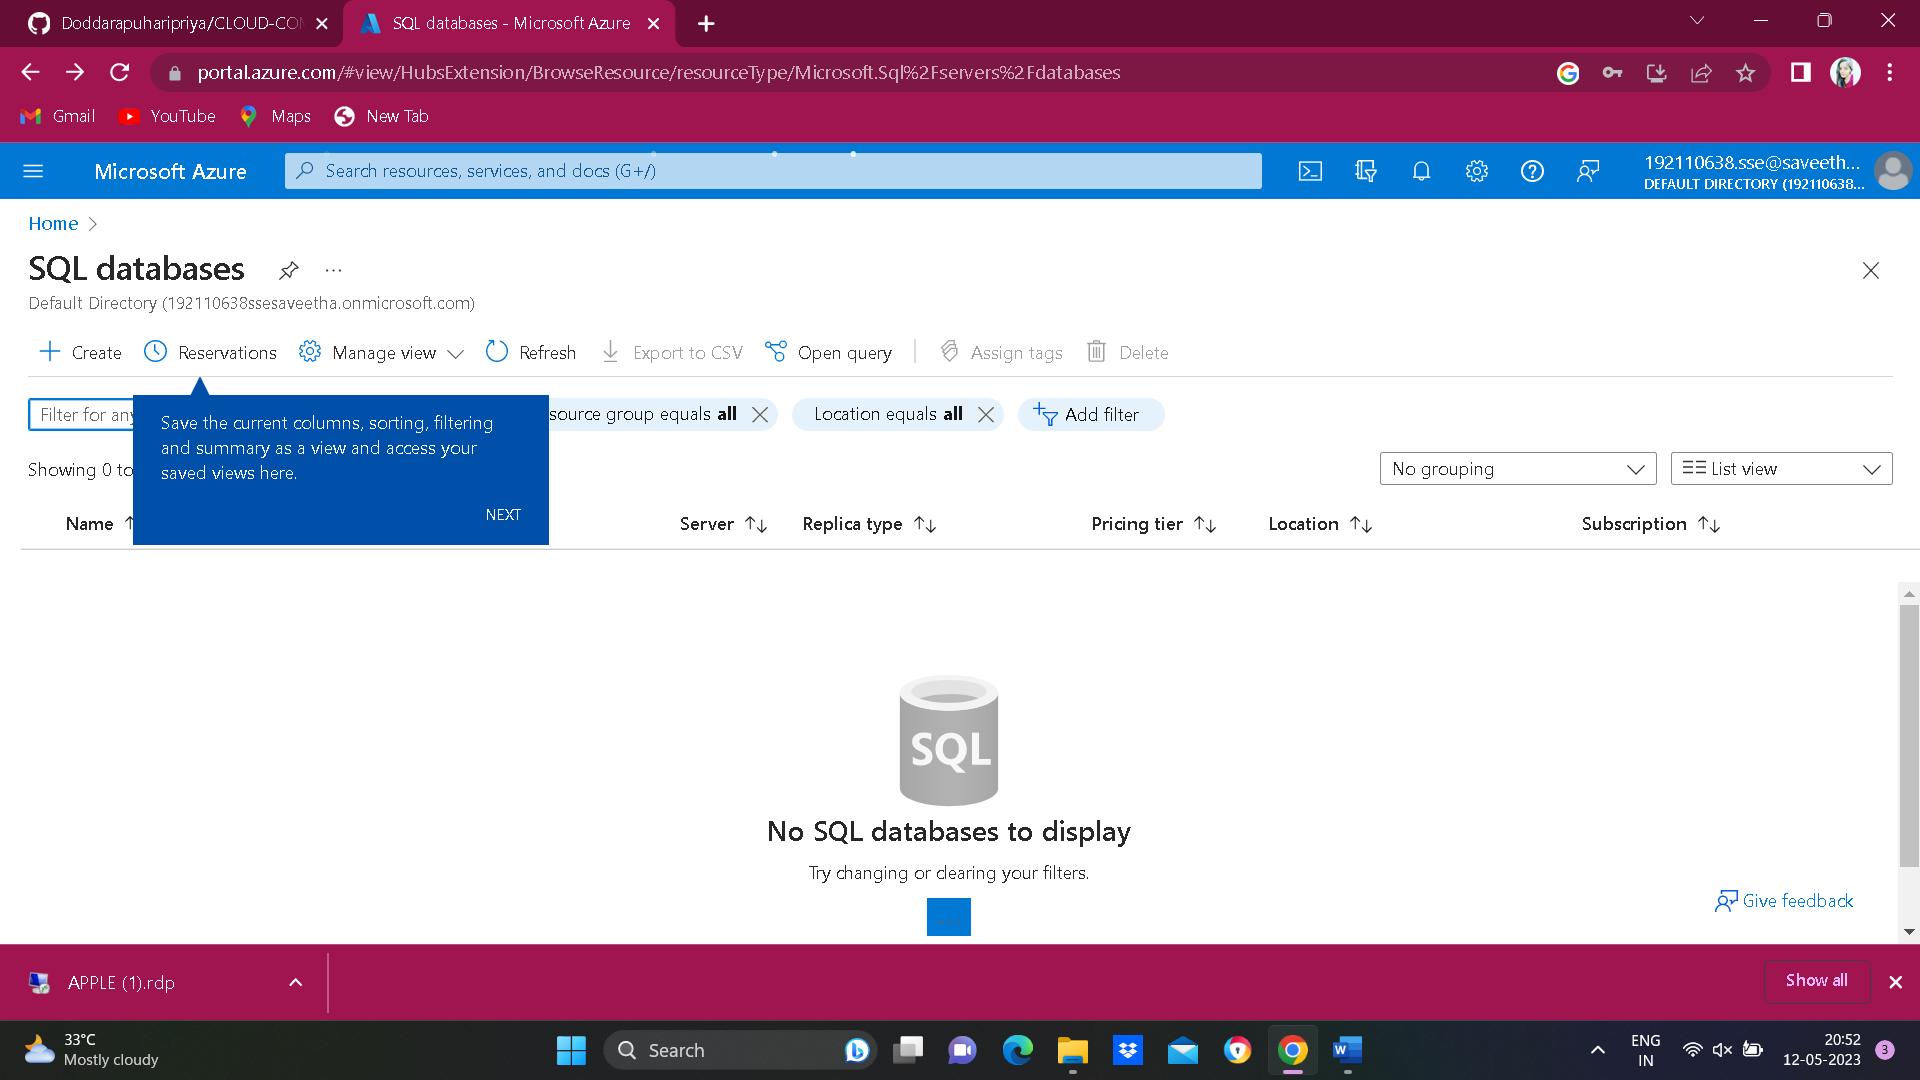 Doddarapuharipriya/CLOUD-CO
SQL databases - Microsoft Azure
portal.azure.com/#view/HubsExtension/BrowseResource/resourceType/Microsoft.Sql%2Fservers%2Fdatabases
Gmail YouTube Maps New Tab
Microsoft Azure
Search resources, services, and docs (G+/)
192110638.sse@saveeth...
DEFAULT DIRECTORY (192110638...
Home
SQL databases
Default Directory (192110638ssesaveetha.onmicrosoft.com)
Create Reservations Manage view Refresh Export to CSV Open query Assign tags Delete
Filter for any
source group equals all
Location equals all
Add filter
Save the current columns, sorting, filtering
and summary as a view and access your
saved views here.
NEXT
Showing 0 to
No grouping
List view
Name Server Replica type Pricing tier Location Subscription
SQL
No SQL databases to display
Try changing or clearing your filters.
Give feedback
APPLE (1).rdp
Show all
33°C
Mostly cloudy
Search
ENG
IN
20:52
12-05-2023
3